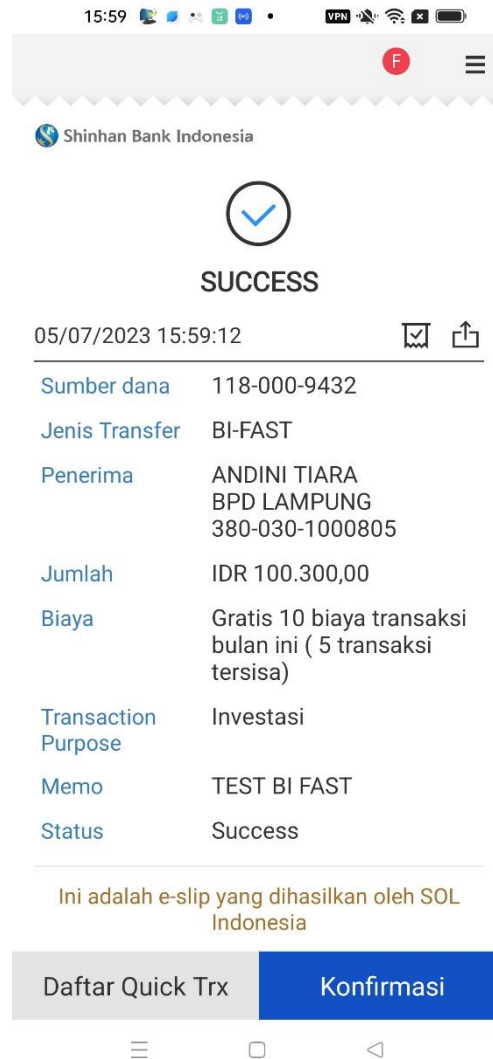 15:59
VPN
F
Shinhan Bank Indonesia
SUCCESS
05/07/2023 15:59:12
Sumber dana 118-000-9432
Jenis Transfer BI-FAST
Penerima ANDINI TIARA
BPD LAMPUNG
380-030-1000805
Jumlah IDR 100.300,00
Biaya Gratis 10 biaya transaksi
bulan ini ( 5 transaksi
tersisa)
Transaction Investasi
Purpose
Memo TEST BI FAST
Status Success
Ini adalah e-slip yang dihasilkan oleh SOL
Indonesia
Daftar Quick Trx Konfirmasi